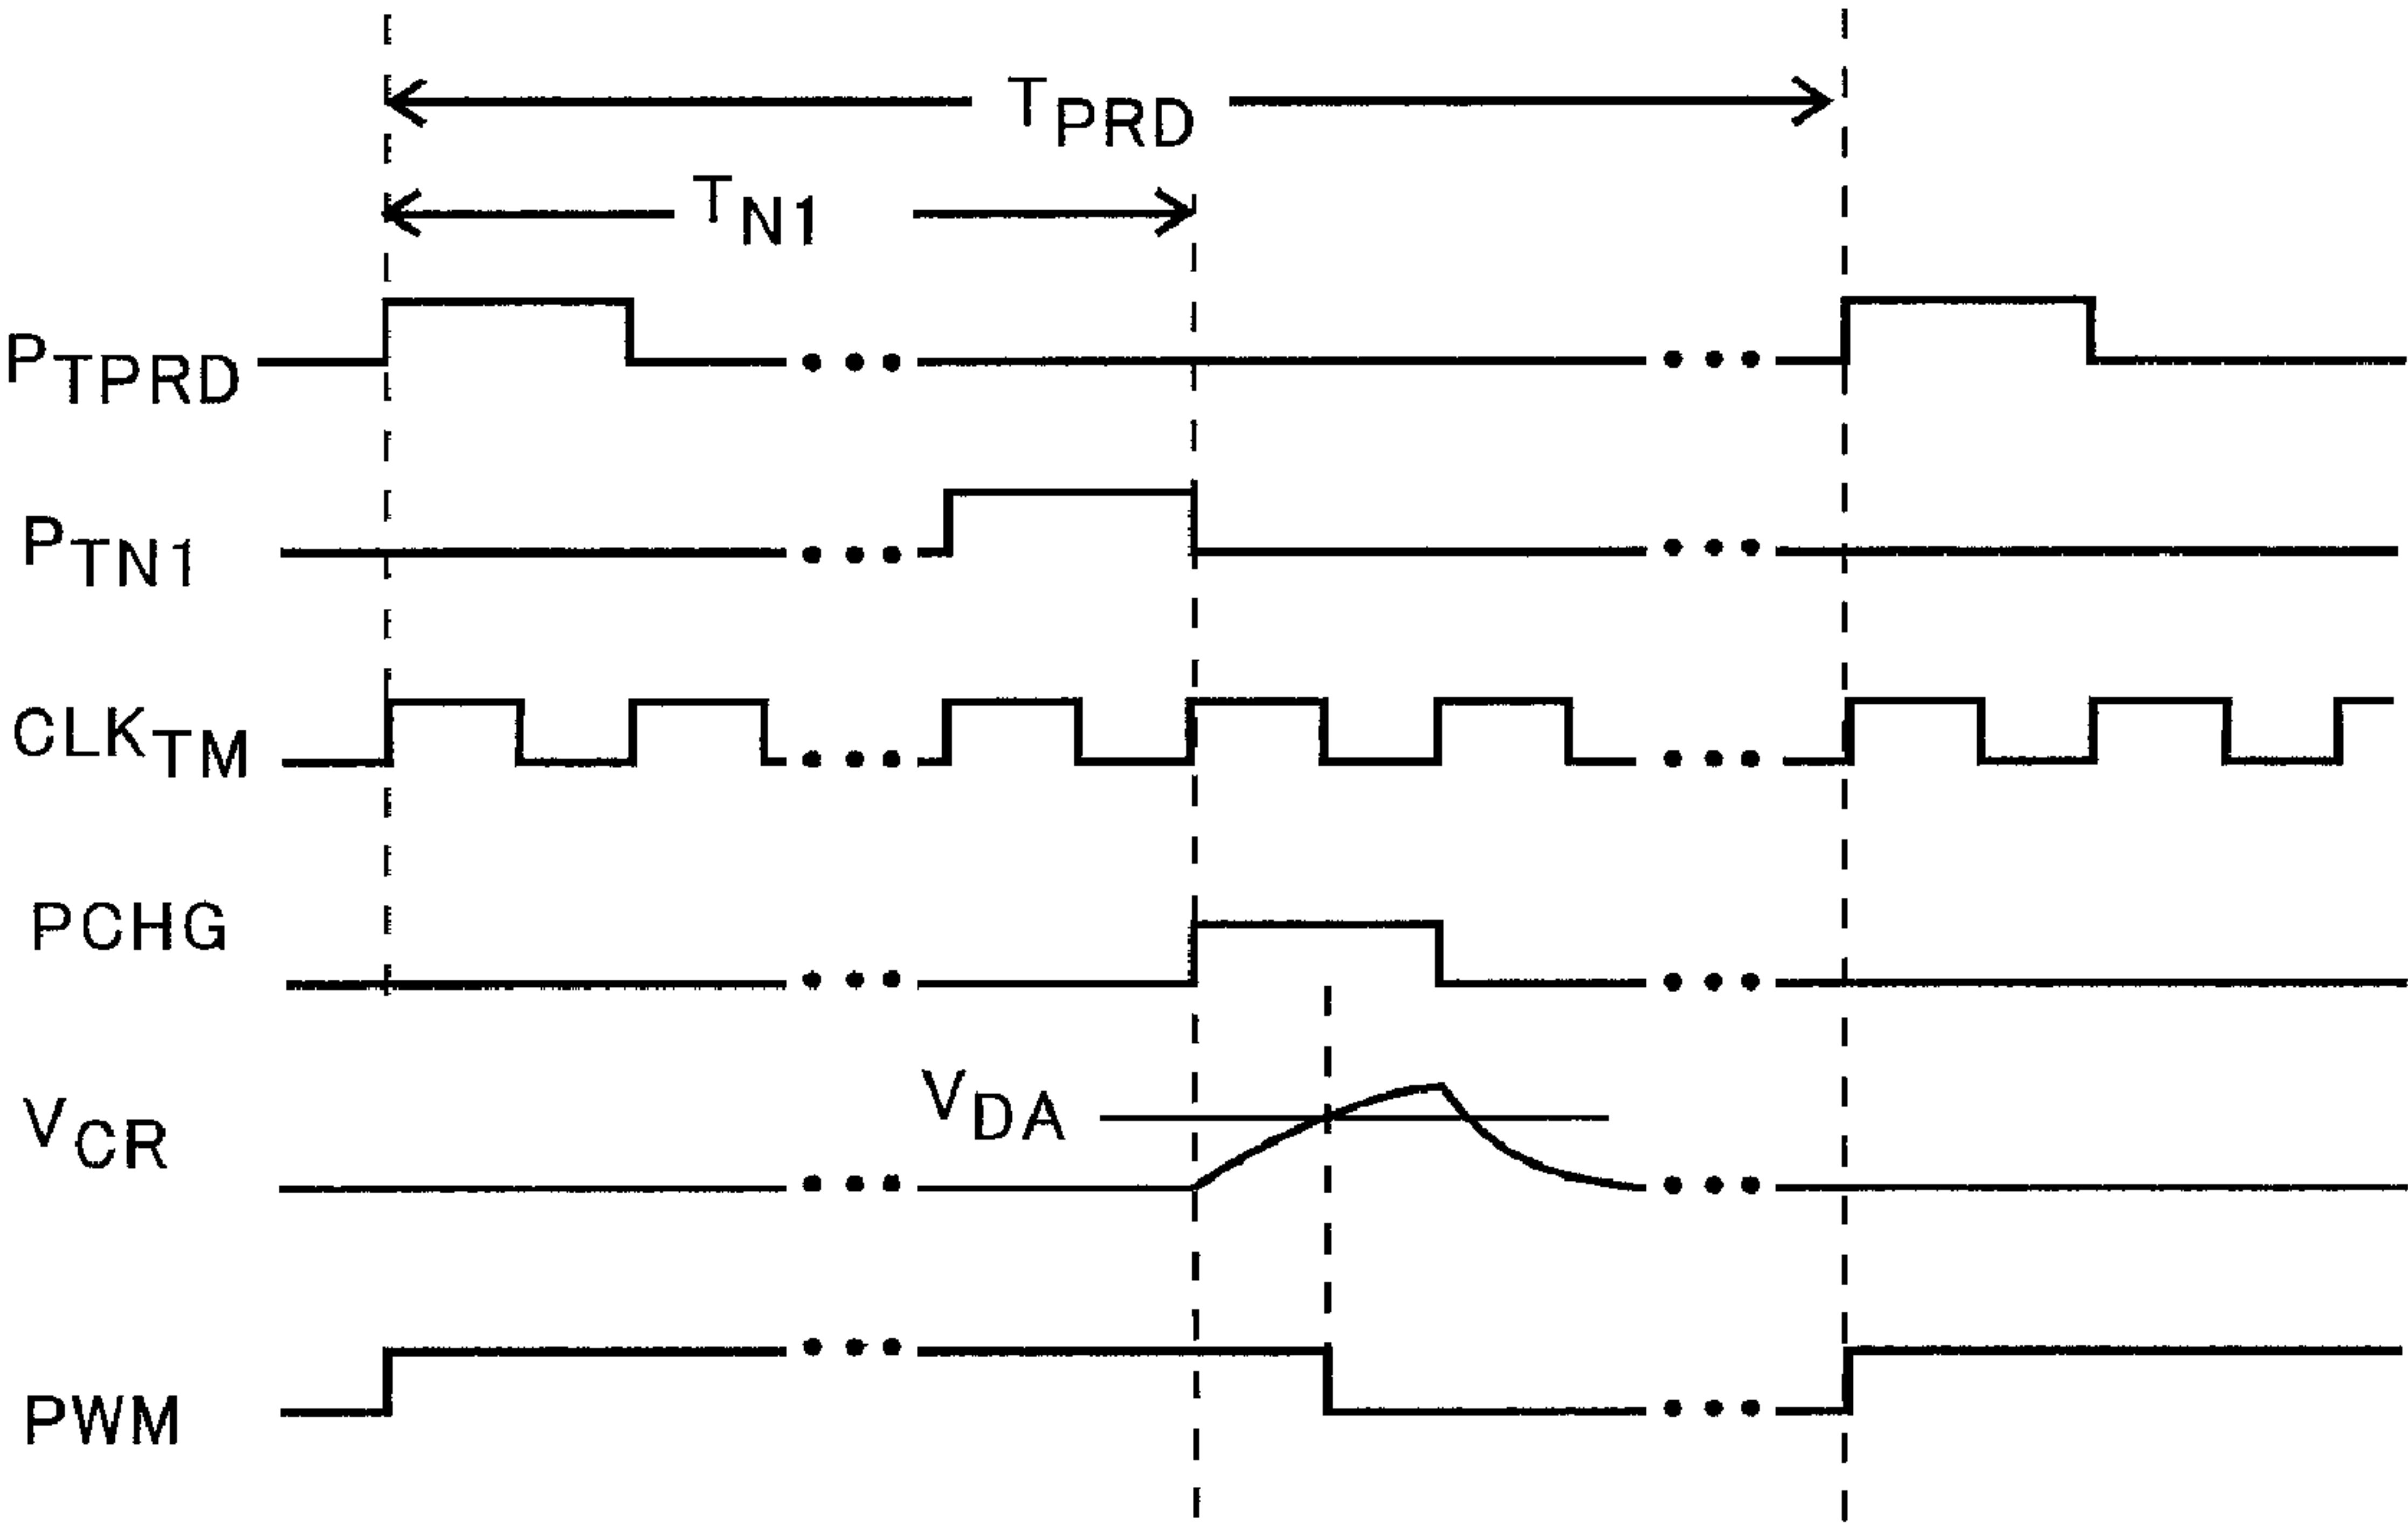 TPRD
TN1
PTPRD
PTN1
CLKTM
PCHG
VDA
VCR
PWM